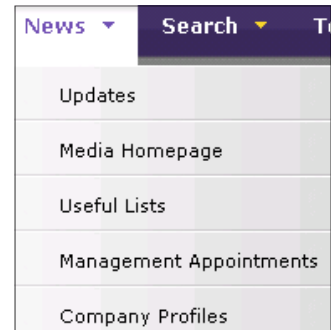 News Search
Updates
Media Homepage
Useful Lists
Management Appointments
Company Profiles